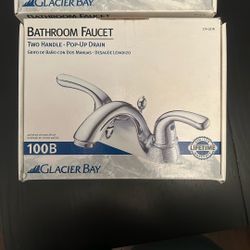 GLACIER BAY
BATHROOM FAUCET
TWO HANDLE • POP-UP DRAIN
GRIFO DE BAÑO CON DOS MANIJAS • DESAGÜE LEVADIZO
100B
LIFETIME
GLACIER BAY